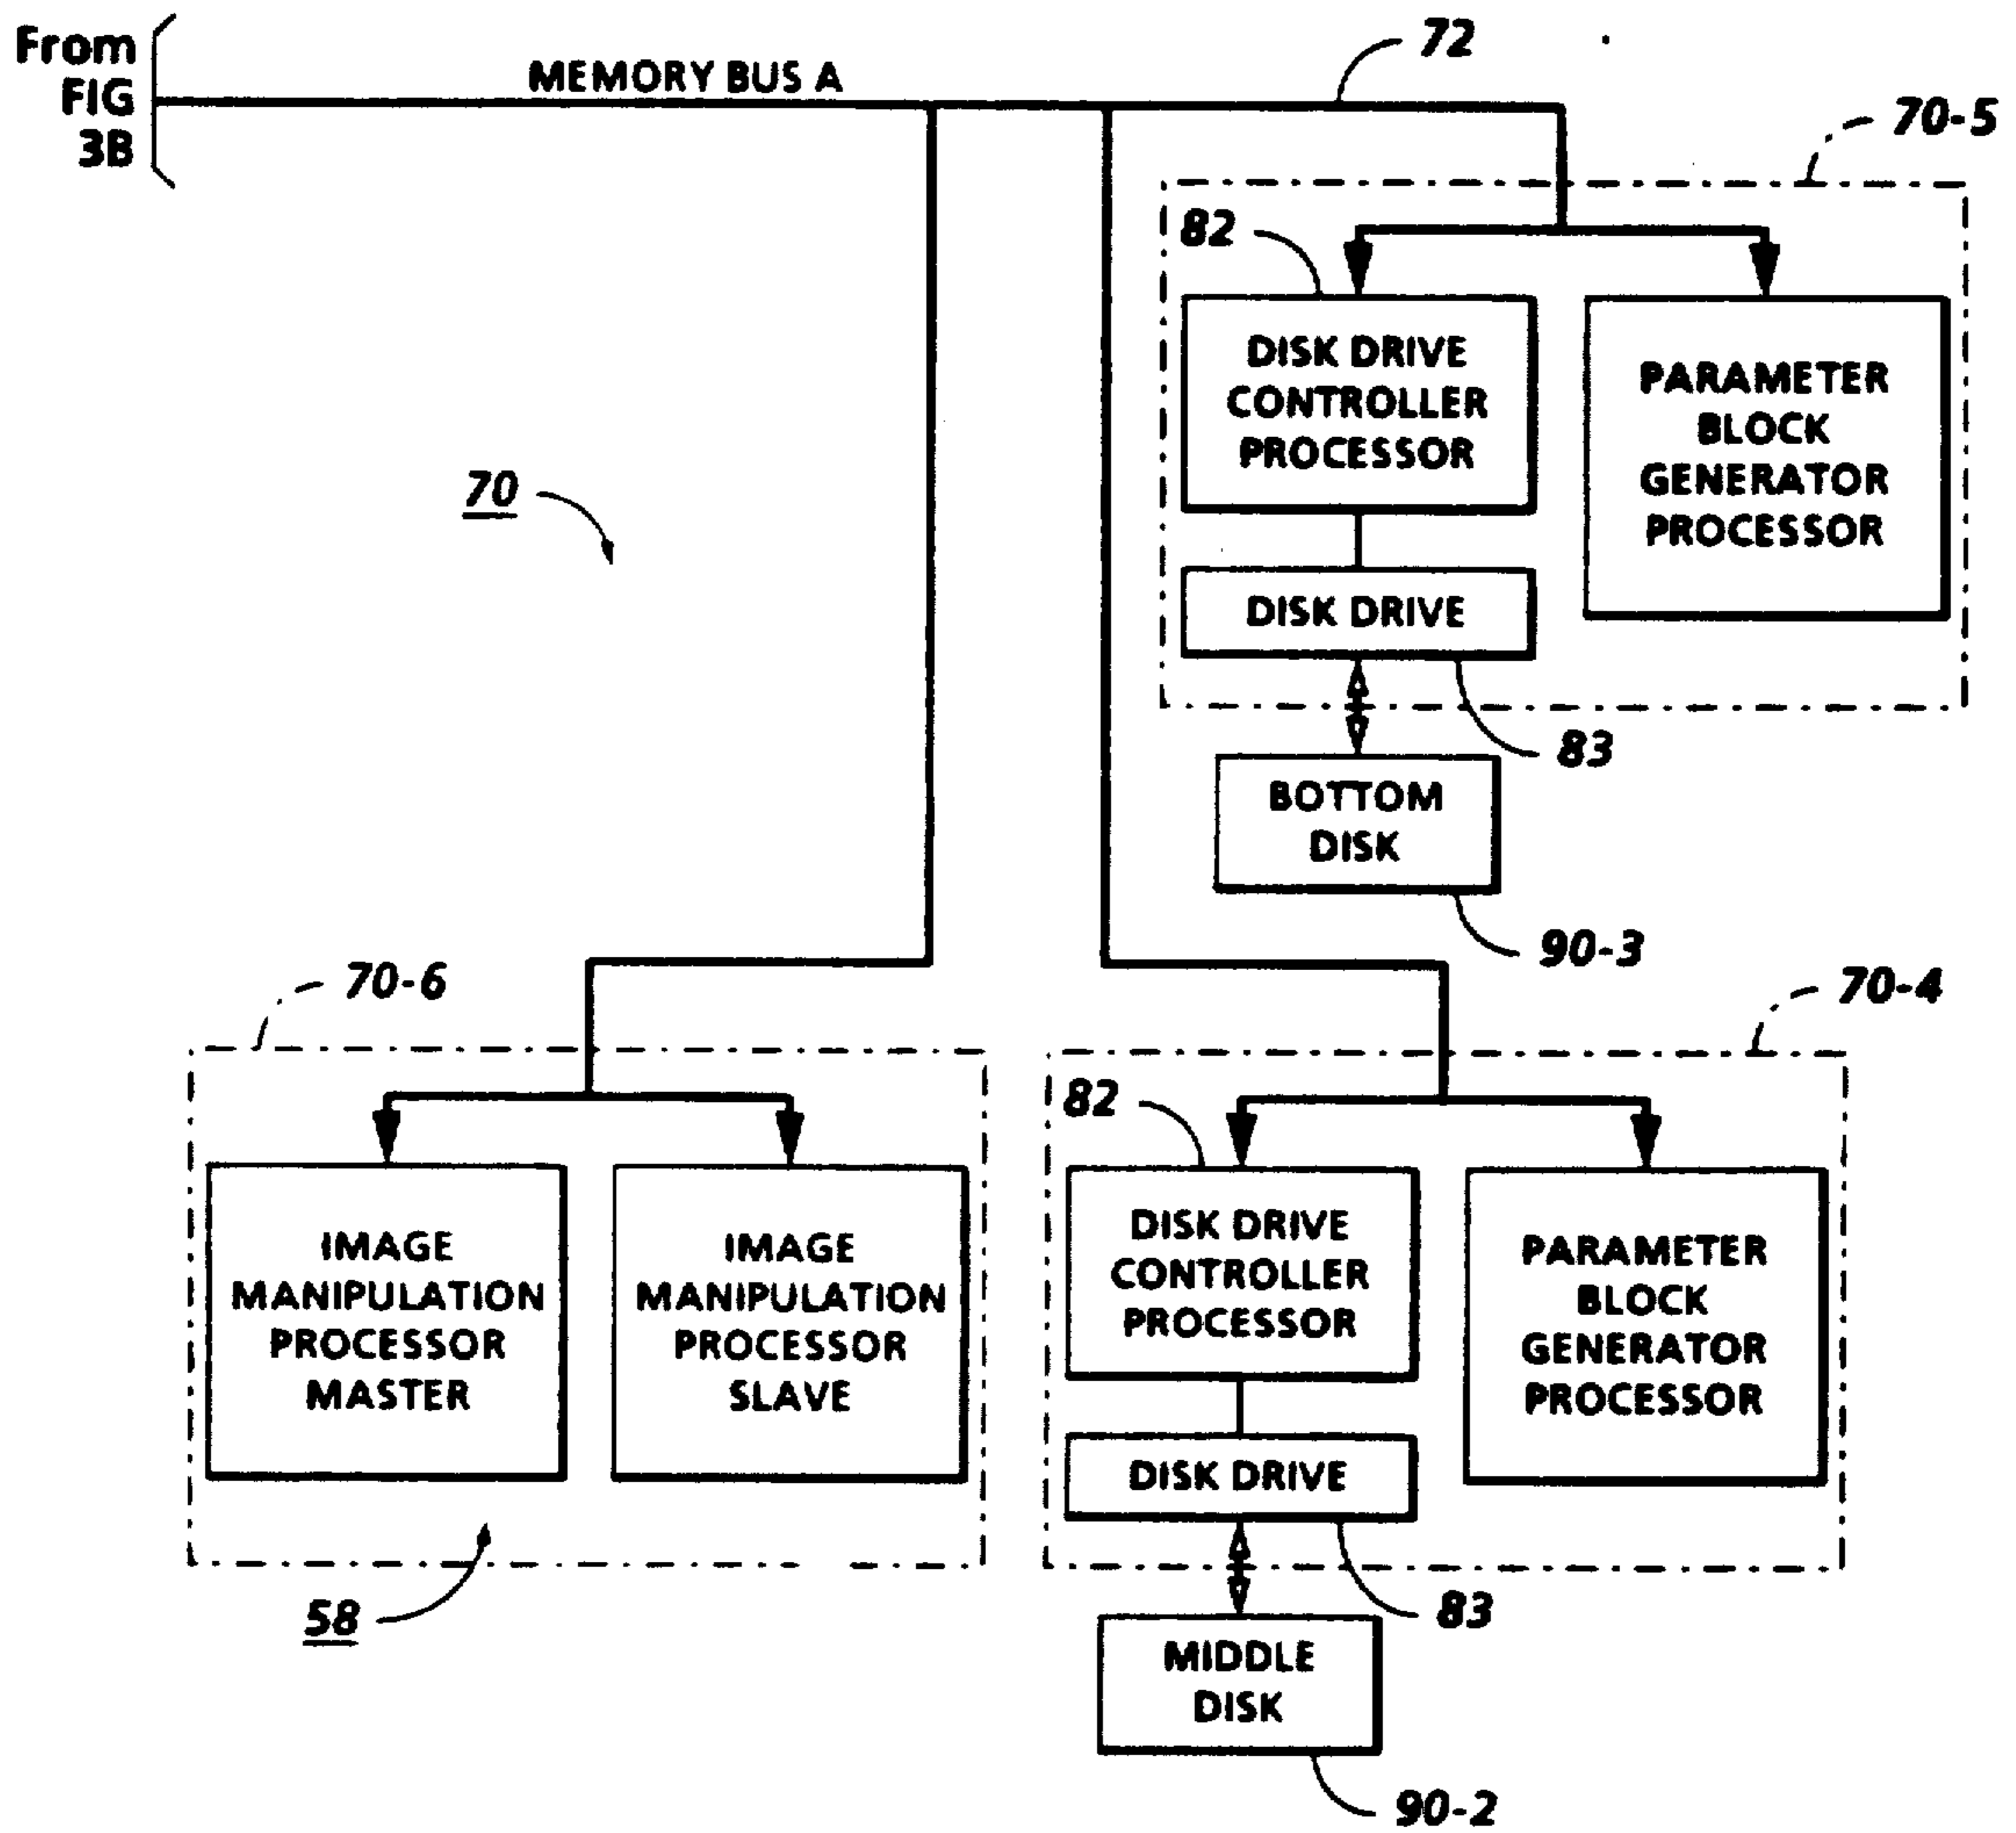 From
FIG
3B
MEMORY BUS A
72
70-5
82
DISK DRIVE
CONTROLLER
PROCESSOR
PARAMETER
BLOCK
GENERATOR
PROCESSOR
70
DISK DRIVE
83
BOTTOM
DISK
90-3
70-6
70-4
82
IMAGE
MANIPULATION
PROCESSOR
MASTER
IMAGE
MANIPULATION
PROCESSOR
SLAVE
DISK DRIVE
CONTROLLER
PROCESSOR
PARAMETER
BLOCK
GENERATOR
PROCESSOR
DISK DRIVE
58
83
MIDDLE
DISK
90-2